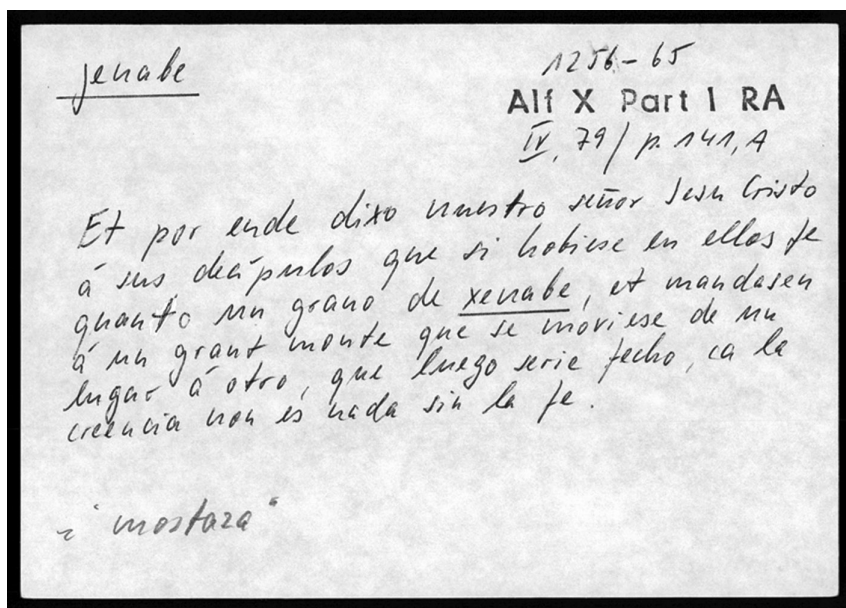 jenabe
1256-65
Alf X Part I RA
IV, 79 / p. 141, A
Et por ende dixo nuestro señor Jesu Cristo
á sus deápulos que si hobiese en ellos fe
quanto un grano de xenabe, et mandasen
á un grant monte que se moviese de un
lugar á otro, que luego serie fecho, ca la
creencia non es nada sin la fe.
"mostaza"